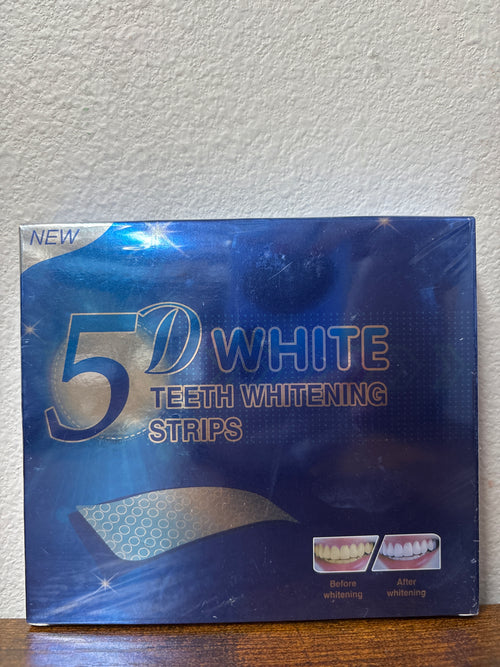 NEW
5D WHITE
TEETH WHITENING
STRIPS
Before
whitening
After
whitening